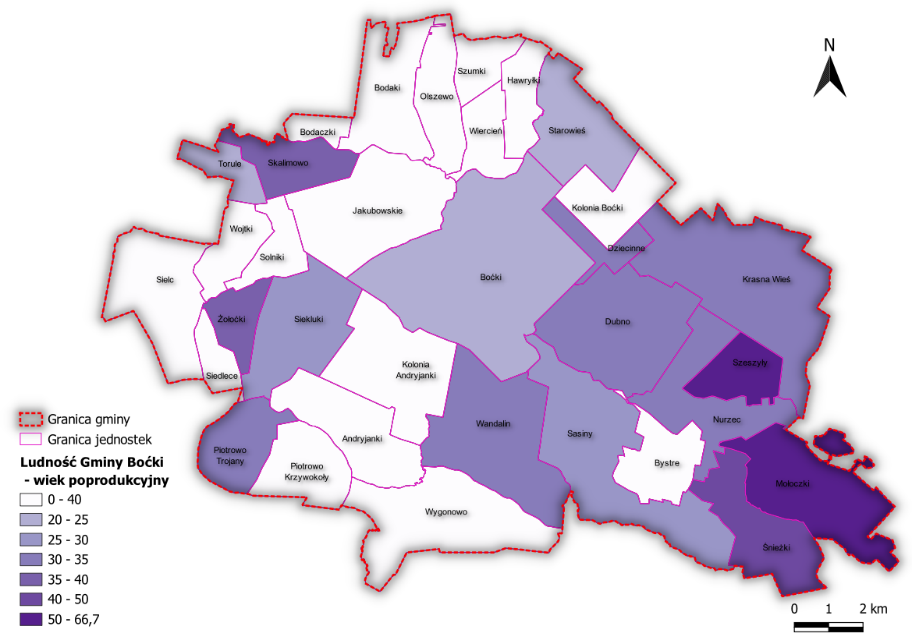 N
Szumki
Bodaki
Olszewo
Hawryłki
Bodaczki
Wiercień
Starowieś
Torule
Skalimowo
Jakubowskie
Kolonia Boćki
Wojtki
Dziecinne
Solniki
Sielc
Boćki
Krasna Wieś
Żołoćki
Siekluki
Dubno
Kolonia
Andryjanki
Szeszyły
Siedlece
Granica gminy
Granica jednostek
Wandalin
Nurzec
Sasiny
Andryjanki
Piotrowo
Trojany
Ludność Gminy Boćki
- wiek poprodukcyjny
Piotrowo
Krzywokoły
Bystre
Mołoczki
Wygonowo
Śnieżki
0 - 40
20 - 25
25 - 30
30 - 35
35 - 40
40 - 50
50 - 66,7
0 1 2 km